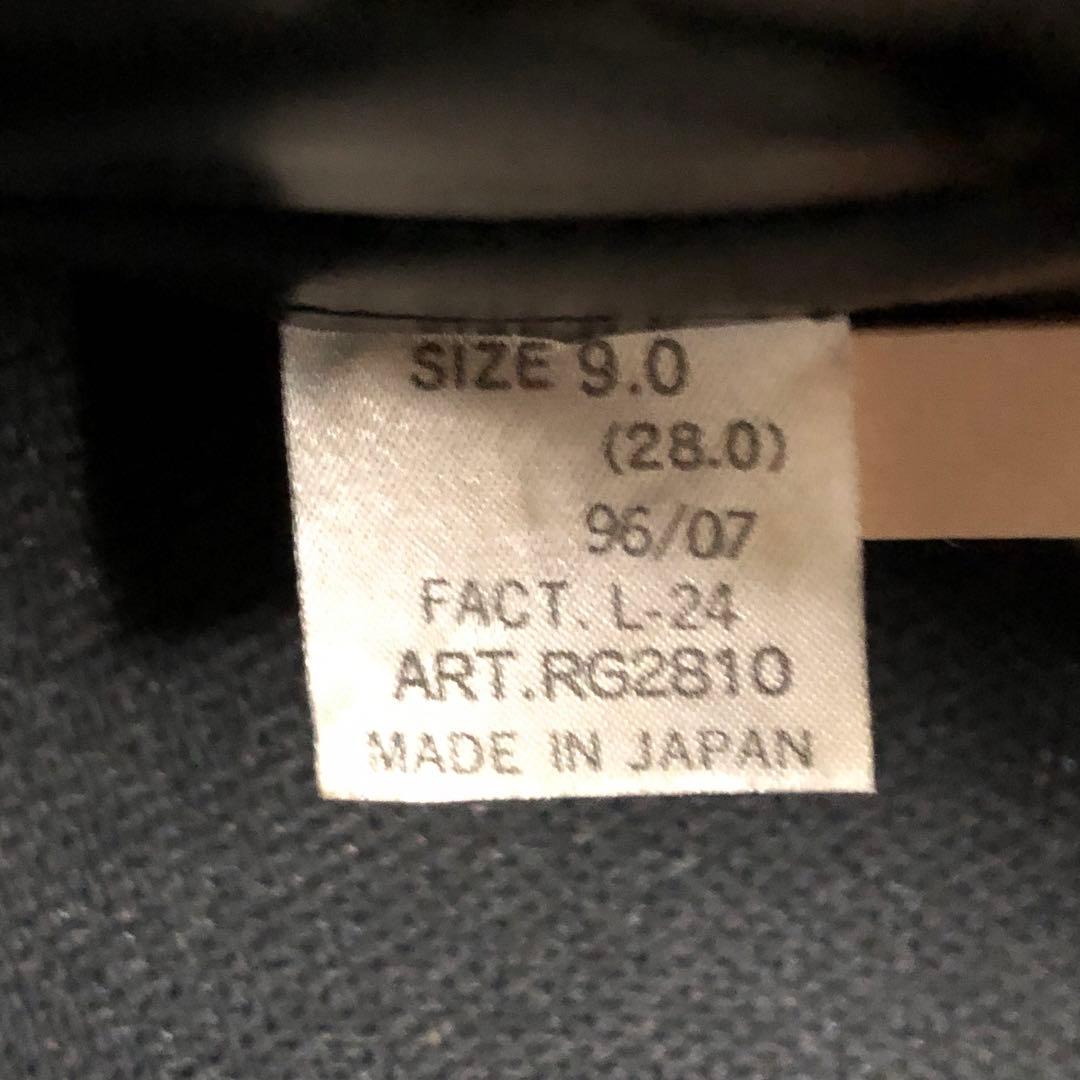 SIZE 9.0
(28.0)
96/07
FACT. L-24
ART.RG2810
MADE IN JAPAN